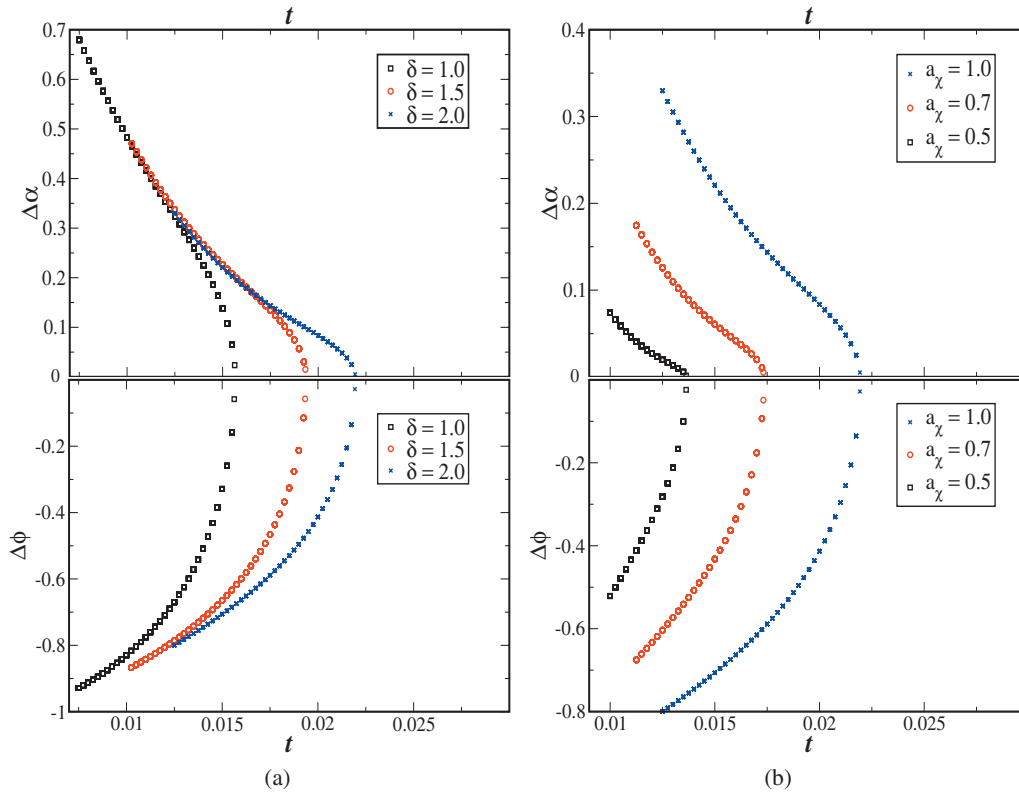 t
t
0.7
0.6
0.5
0.4
0.3
0.2
0.1
0
Δα
δ = 1.0
δ = 1.5
δ = 2.0
0.4
0.3
0.2
0.1
0
Δα
a_χ = 1.0
a_χ = 0.7
a_χ = 0.5
-0.2
-0.4
-0.6
-0.8
-1
Δϕ
δ = 1.0
δ = 1.5
δ = 2.0
0.01
0.015
0.02
0.025
t
(a)
-0.2
-0.4
-0.6
-0.8
Δϕ
a_χ = 1.0
a_χ = 0.7
a_χ = 0.5
0.01
0.015
0.02
0.025
t
(b)